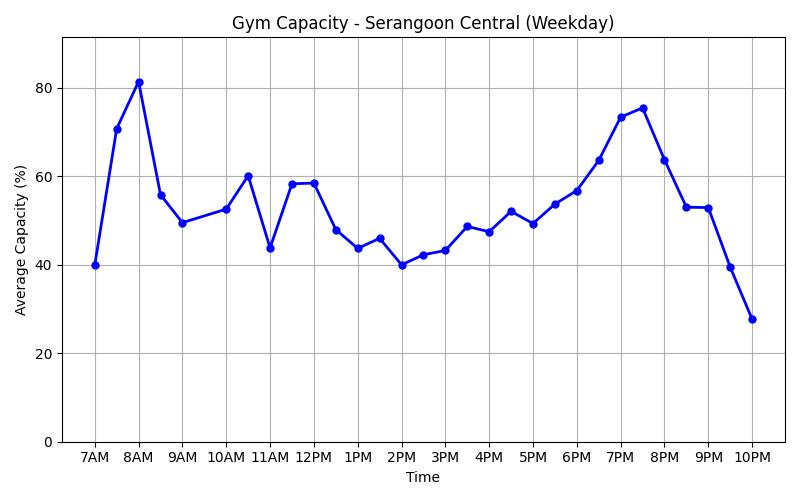 Gym Capacity - Serangoon Central (Weekday)
Average Capacity (%)
80
60
40
20
0
7AM 8AM 9AM 10AM 11AM 12PM 1PM 2PM 3PM 4PM 5PM 6PM 7PM 8PM 9PM 10PM
Time